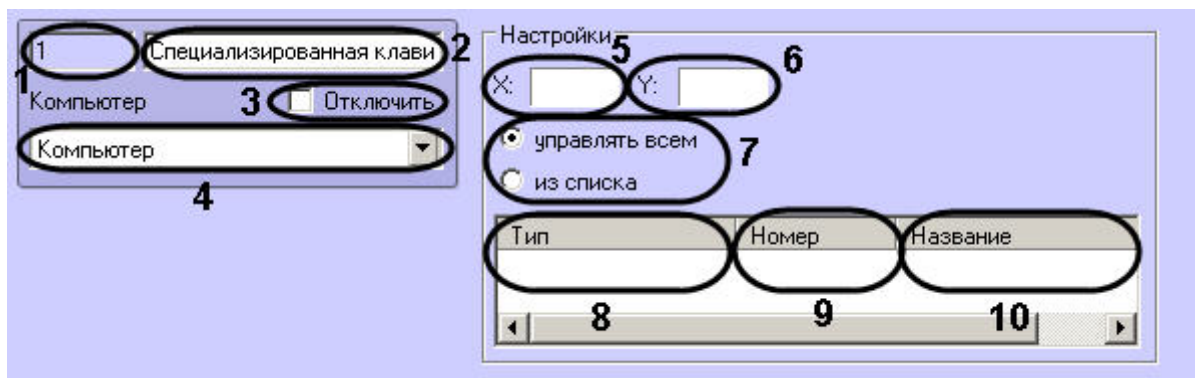 1 Специализированная клави 2
1
Компьютер 3 Отключить
Компьютер
4
Настройки
5 6
X: Y:
управлять всем
7
из списка
Тип Номер Название
8 9 10